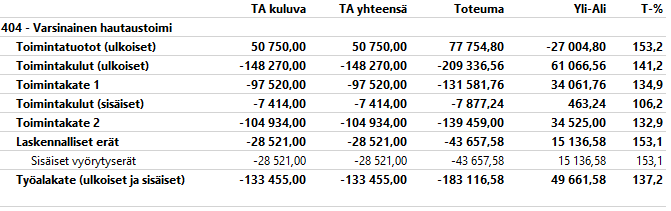 TA kuluva TA yhteensä Toteuma Yli-Ali T-%
404 - Varsinainen hautaustoimi
Toimintatuotot (ulkoiset) 50 750,00 50 750,00 77 754,80 -27 004,80 153,2
Toimintakulut (ulkoiset) -148 270,00 -148 270,00 -209 336,56 61 066,56 141,2
Toimintakate 1 -97 520,00 -97 520,00 -131 581,76 34 061,76 134,9
Toimintakulut (sisäiset) -7 414,00 -7 414,00 -7 877,24 463,24 106,2
Toimintakate 2 -104 934,00 -104 934,00 -139 459,00 34 525,00 132,9
Laskennalliset erät -28 521,00 -28 521,00 -43 657,58 15 136,58 153,1
Sisäiset vyörytyserät -28 521,00 -28 521,00 -43 657,58 15 136,58 153,1
Työalakate (ulkoiset ja sisäiset) -133 455,00 -133 455,00 -183 116,58 49 661,58 137,2